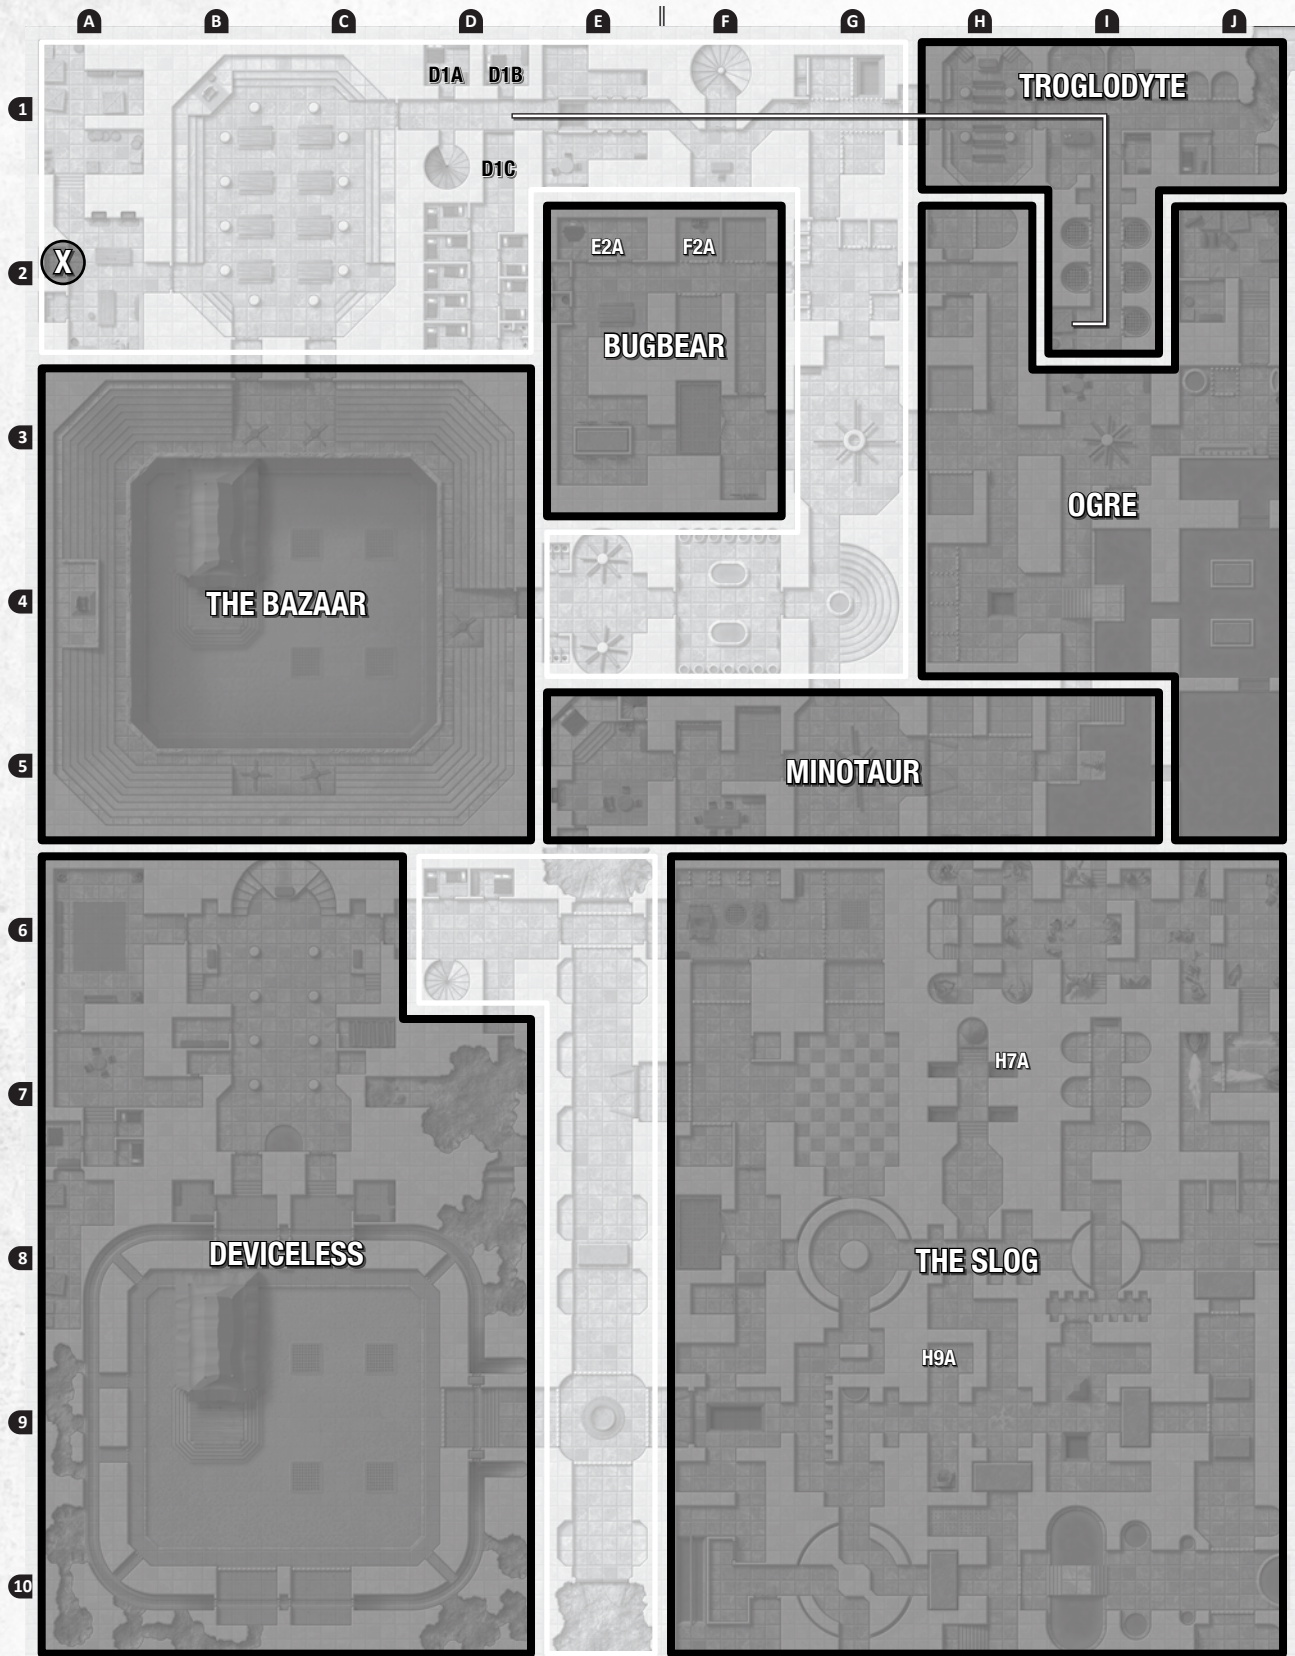 A B C D E F G H I J
D1A D1B
TROGLODYTE
1
D1C
E2A F2A
X
2
BUGBEAR
3
OGRE
THE BAZAAR
4
5
MINOTAUR
6
H7A
7
DEVICELESS
8
THE SLOG
H9A
9
10